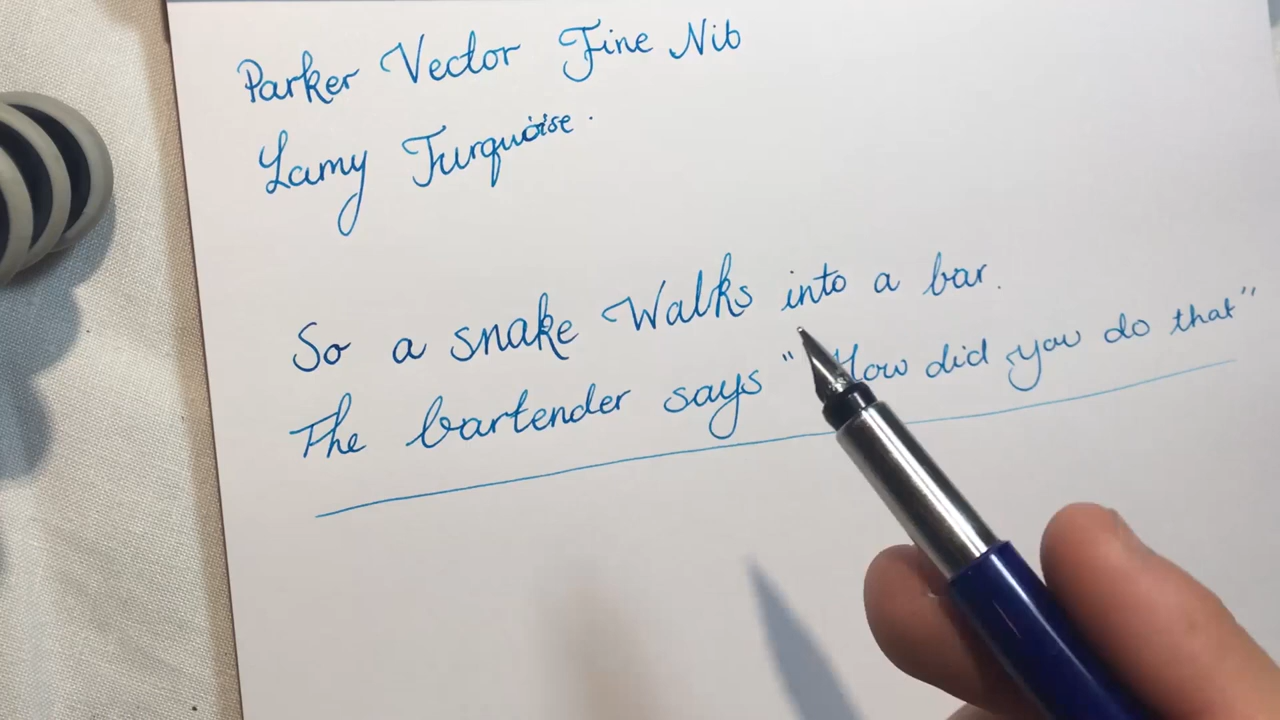 Parker Vector Fine Nib
Lamy Turquoise.
So a snake Walks into a bar.
The bartender says "How did you do that"